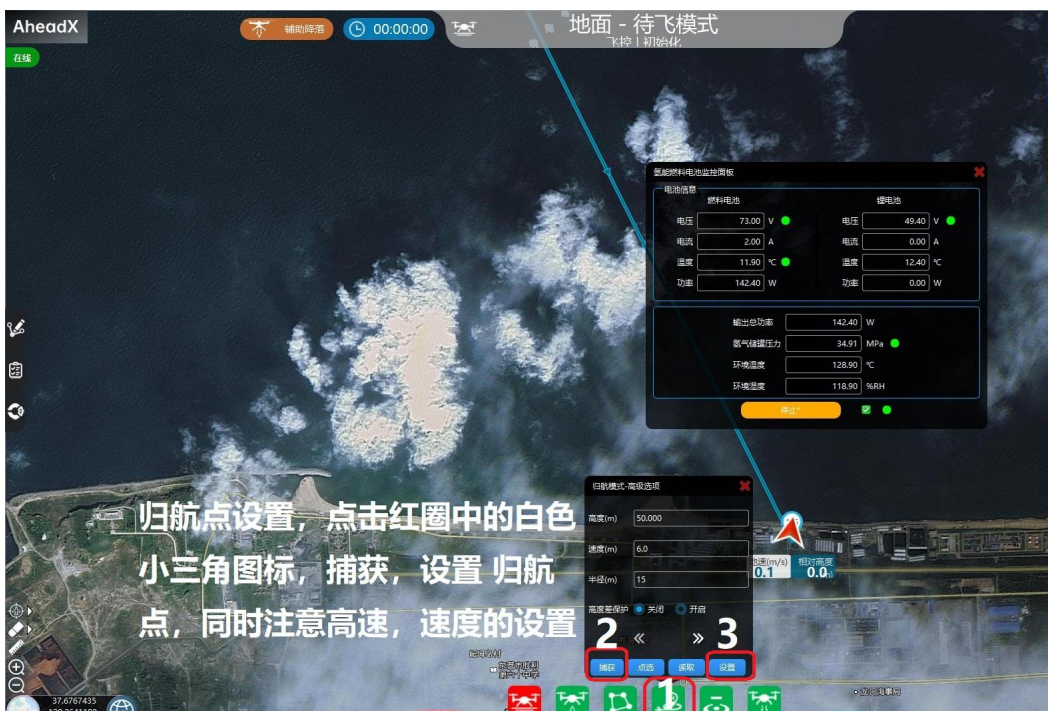 AheadX
辅助降落
00:00:00
地面 - 待飞模式
飞控 | 初始化
在线
氢能燃料电池监控面板
电池信息
燃料电池
锂电池
电压 73.00 V
电压 49.40 V
电流 2.00 A
电流 0.00 A
温度 11.90 ℃
温度 12.40 ℃
功率 142.40 W
功率 0.00 W
输出总功率 142.40 W
氢气储罐压力 34.91 MPa
环境温度 128.90 ℃
环境湿度 118.90 %RH
停止*
归航模式-高级选项
高度(m) 50.000
速度(m) 6.0
半径(m) 15
高度差保护 关闭 开启
« »
2 3
捕获 点选 读取 设置
1
归航点设置，点击红圈中的白色
小三角图标，捕获，设置 归航
点，同时注意高速，速度的设置
速(m/s) 相对高度
0.1 0.0
37.6767435